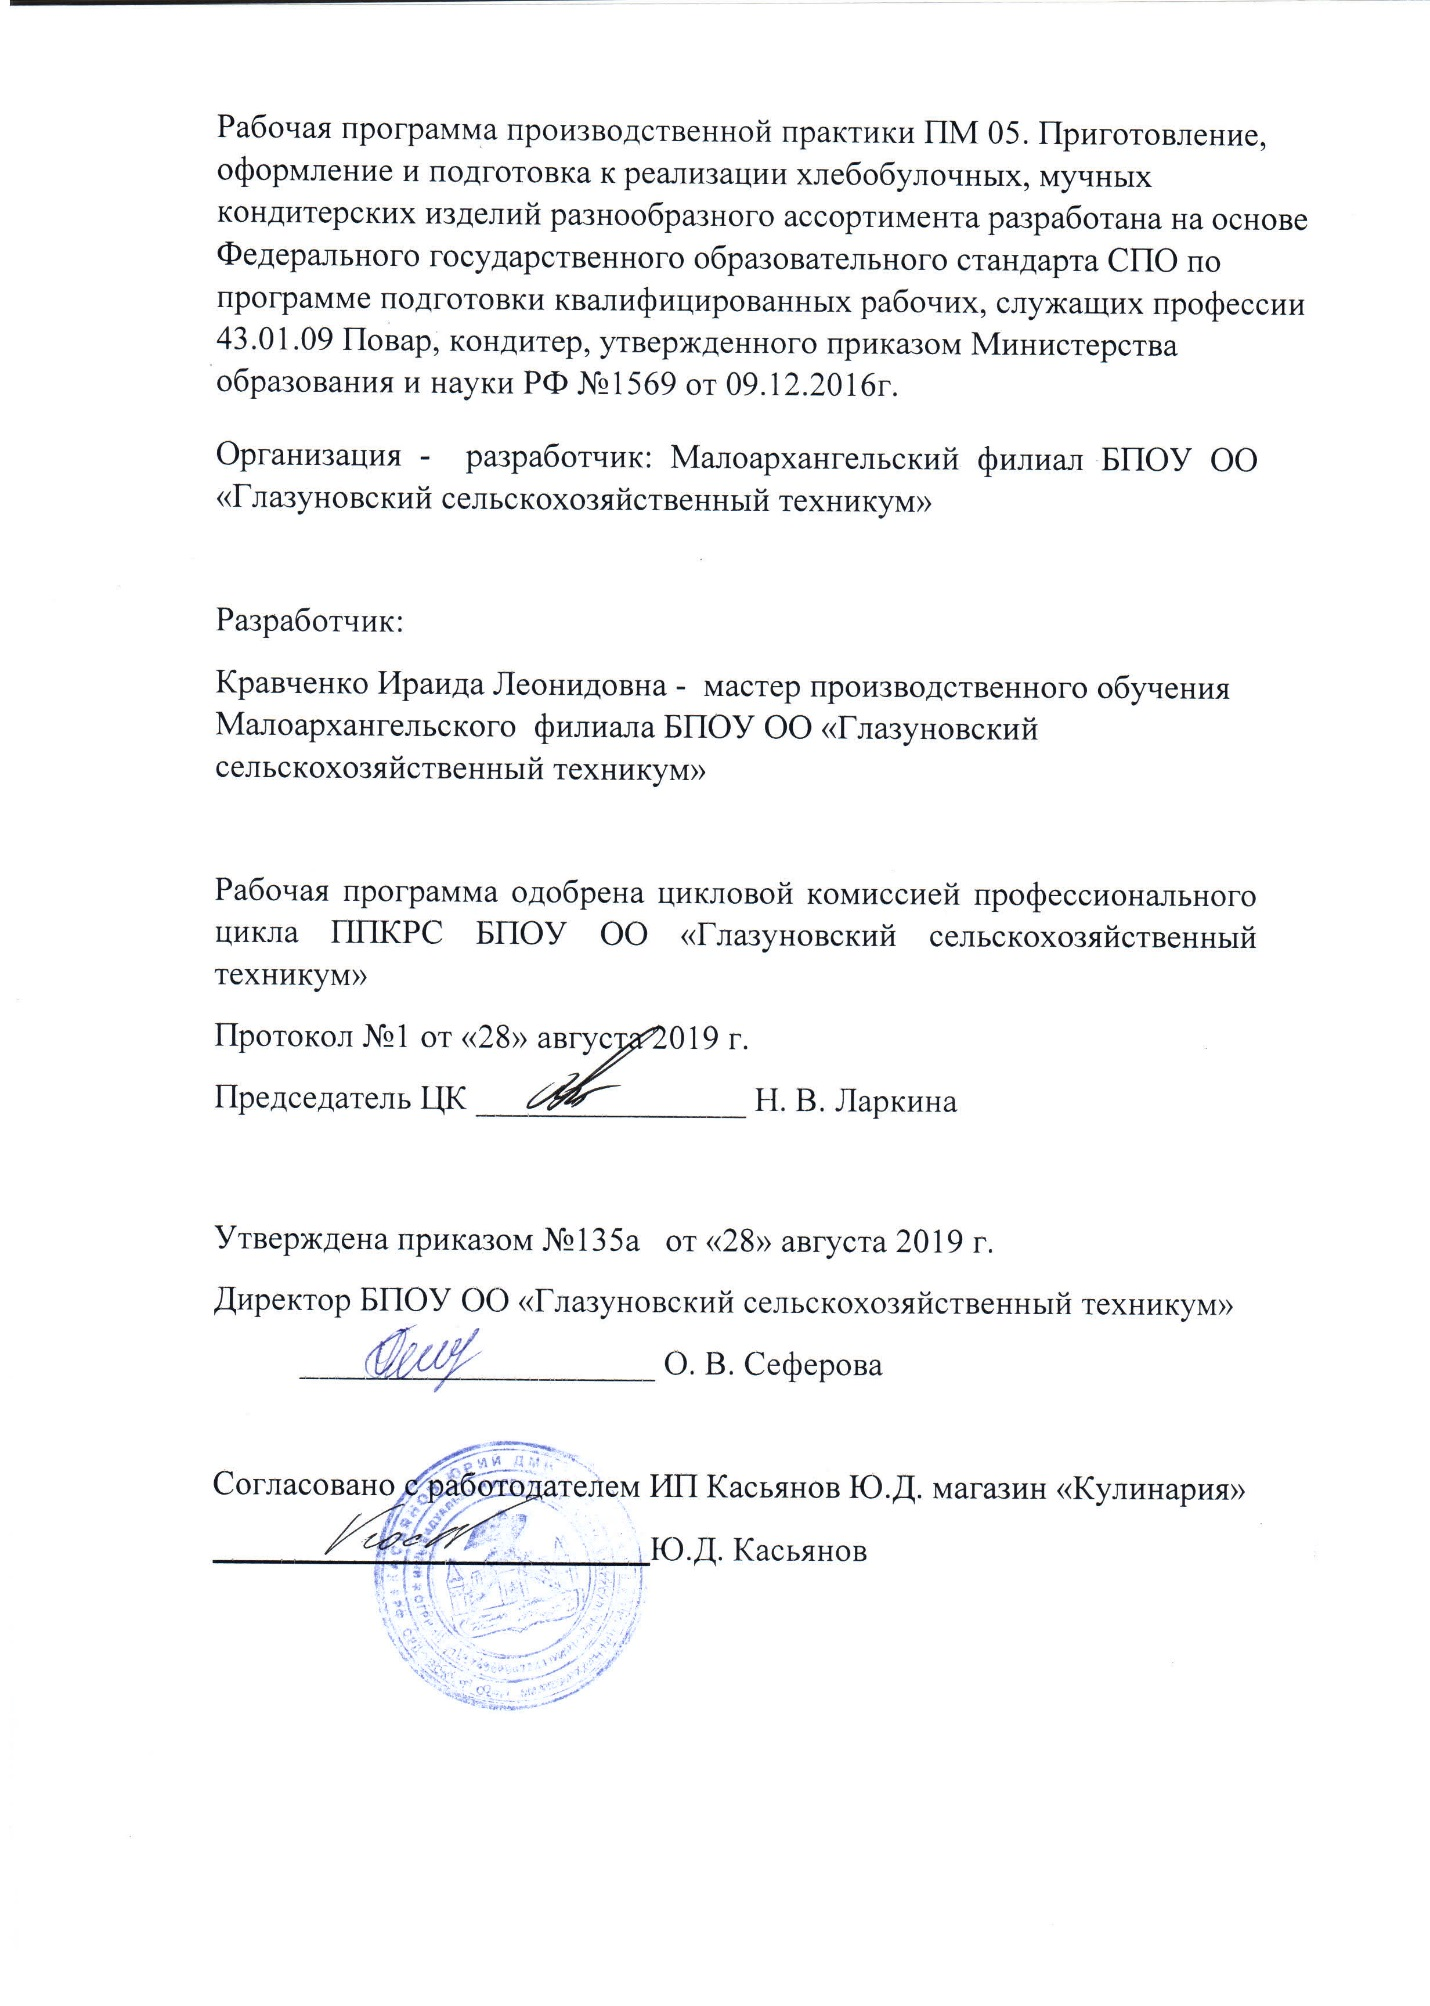 Рабочая программа производственной практики ПМ 05. Приготовление,
оформление и подготовка к реализации хлебобулочных, мучных
кондитерских изделий разнообразного ассортимента разработана на основе
Федерального государственного образовательного стандарта СПО по
программе подготовки квалифицированных рабочих, служащих профессии
43.01.09 Повар, кондитер, утвержденного приказом Министерства
образования и науки РФ №1569 от 09.12.2016г.
Организация - разработчик: Малоархангельский филиал БПОУ ОО
«Глазуновский сельскохозяйственный техникум»
Разработчик:
Кравченко Ираида Леонидовна - мастер производственного обучения
Малоархангельского филиала БПОУ ОО «Глазуновский
сельскохозяйственный техникум»
Рабочая программа одобрена цикловой комиссией профессионального
цикла ППКРС БПОУ ОО «Глазуновский сельскохозяйственный
техникум»
Протокол №1 от «28» августа 2019 г.
Председатель ЦК ________________ Н. В. Ларкина
Утверждена приказом №135а от «28» августа 2019 г.
Директор БПОУ ОО «Глазуновский сельскохозяйственный техникум»
_____________________ О. В. Сеферова
Согласовано с работодателем ИП Касьянов Ю.Д. магазин «Кулинария»
__________________________Ю.Д. Касьянов
КАСЬЯНОВ ЮРИЙ